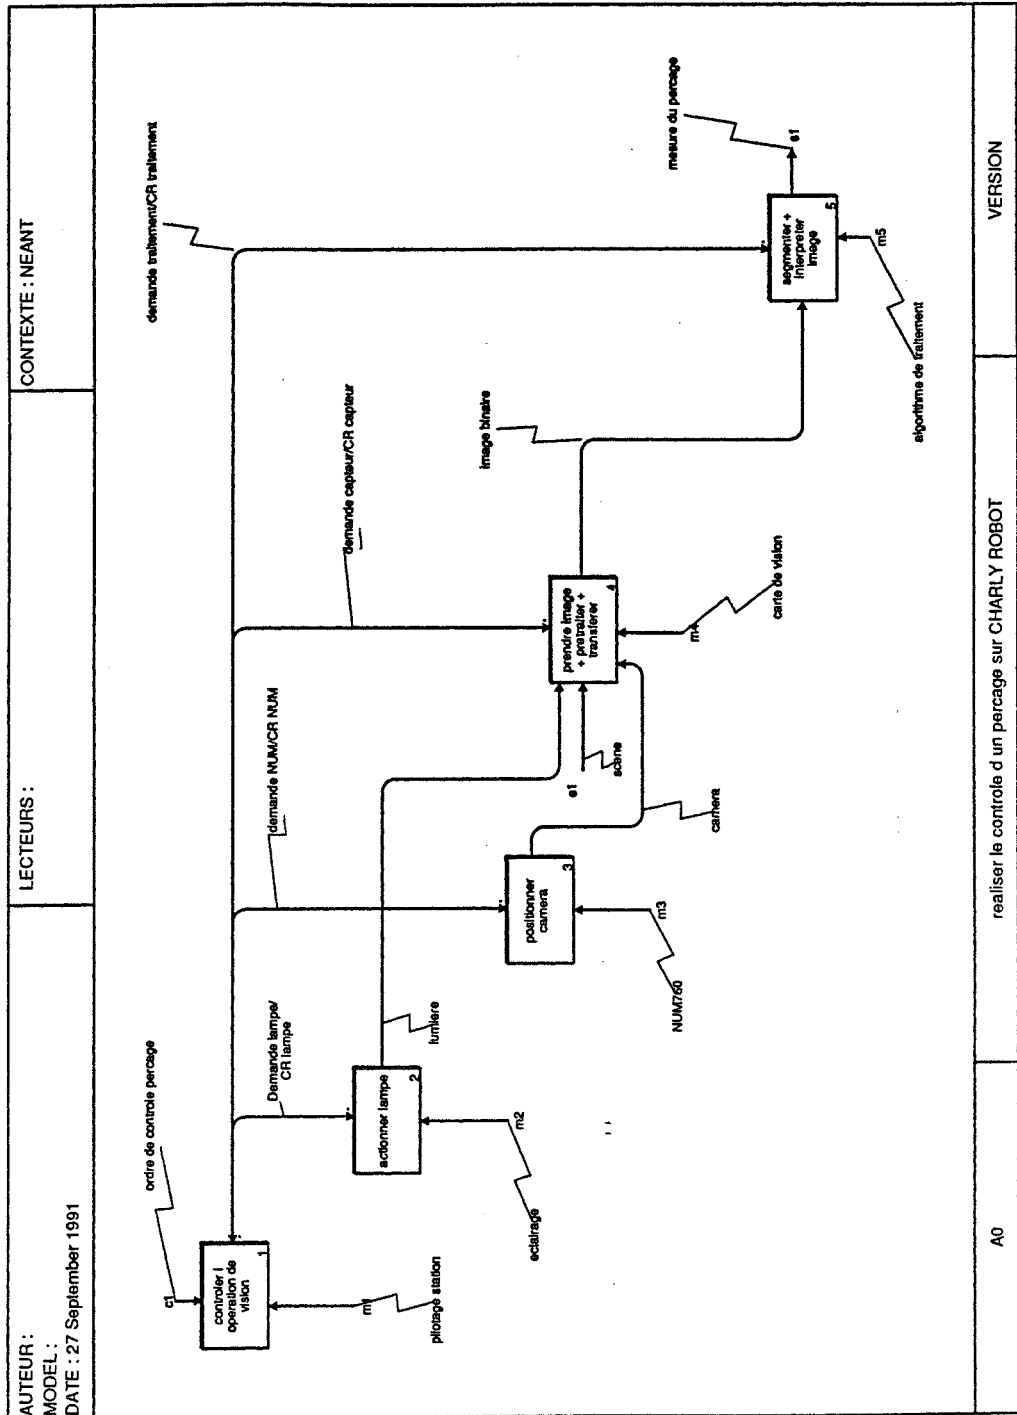 AUTEUR :
MODEL :
DATE : 27 September 1991
LECTEURS :
CONTEXTE : NEANT
c1
ordre de controle percage
controler l
operation de
vision
1
m1
pilotage station
Demande lampe/
CR lampe
actionner lampe
2
m2
eclairage
lumiere
demande NUM/CR NUM
positionner
camera
3
m3
NUM760
camera
e1
scene
demande capteur/CR capteur
prendre image
+ pretraiter +
transferer
4
m4
carte de vision
image binaire
demande traitement/CR traitement
segmenter +
interpreter
image
5
m5
algorithme de traitement
s1
mesure du percage
A0
realiser le controle d un percage sur CHARLY ROBOT
VERSION